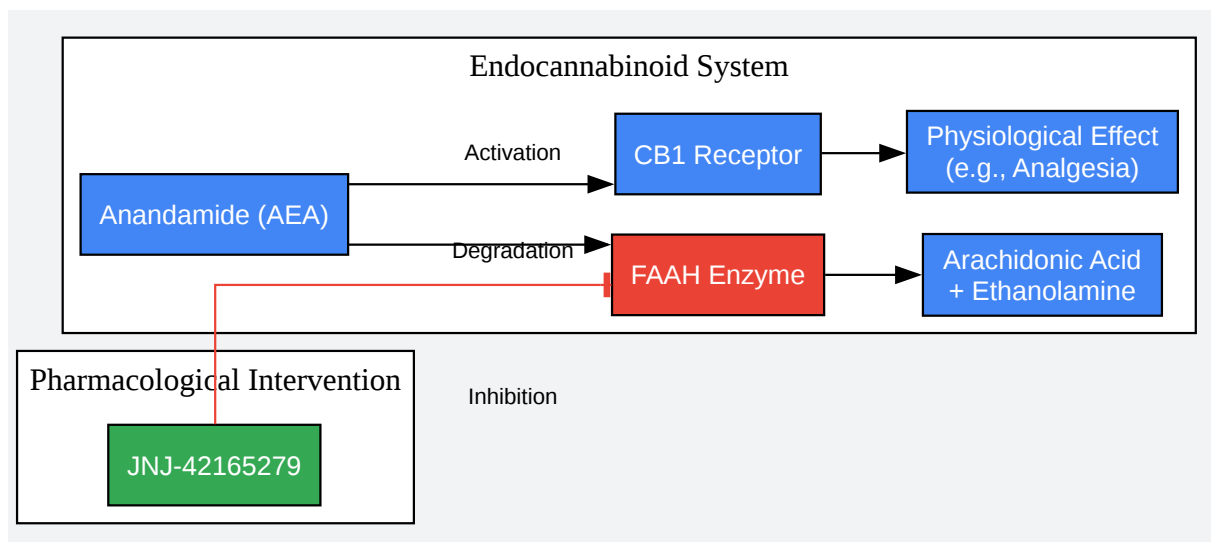 Endocannabinoid System
Activation
CB1 Receptor
Physiological Effect
(e.g., Analgesia)
Anandamide (AEA)
Degradation
FAAH Enzyme
Arachidonic Acid
+ Ethanolamine
Pharmacological Intervention
Inhibition
JNJ-42165279